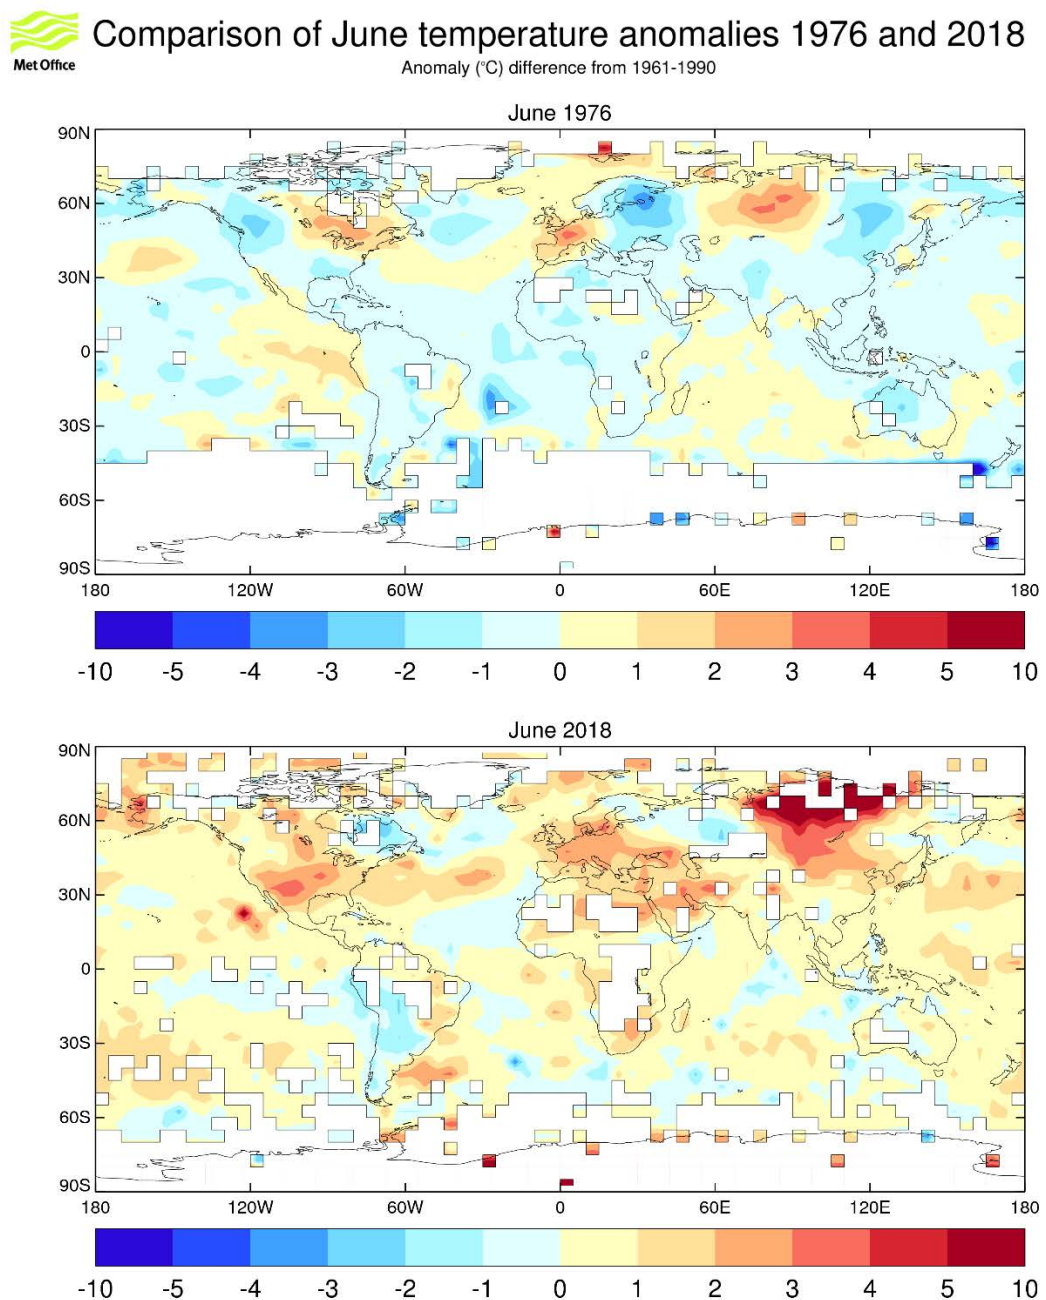 Comparison of June temperature anomalies 1976 and 2018
Met Office
Anomaly (°C) difference from 1961-1990
June 1976
90N
60N
30N
0
30S
60S
90S
180 120W 60W 0 60E 120E 180
-10 -5 -4 -3 -2 -1 0 1 2 3 4 5 10
June 2018
90N
60N
30N
0
30S
60S
90S
180 120W 60W 0 60E 120E 180
-10 -5 -4 -3 -2 -1 0 1 2 3 4 5 10